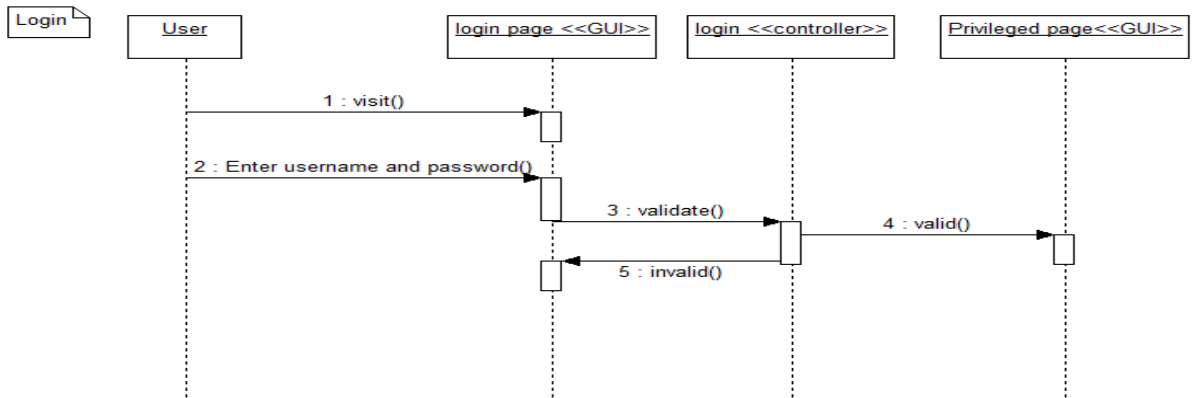 Login
User
login page <<GUI>>
login <<controller>>
Privileged page<<GUI>>
1 : visit()
2 : Enter username and password()
3 : validate()
4 : valid()
5 : invalid()